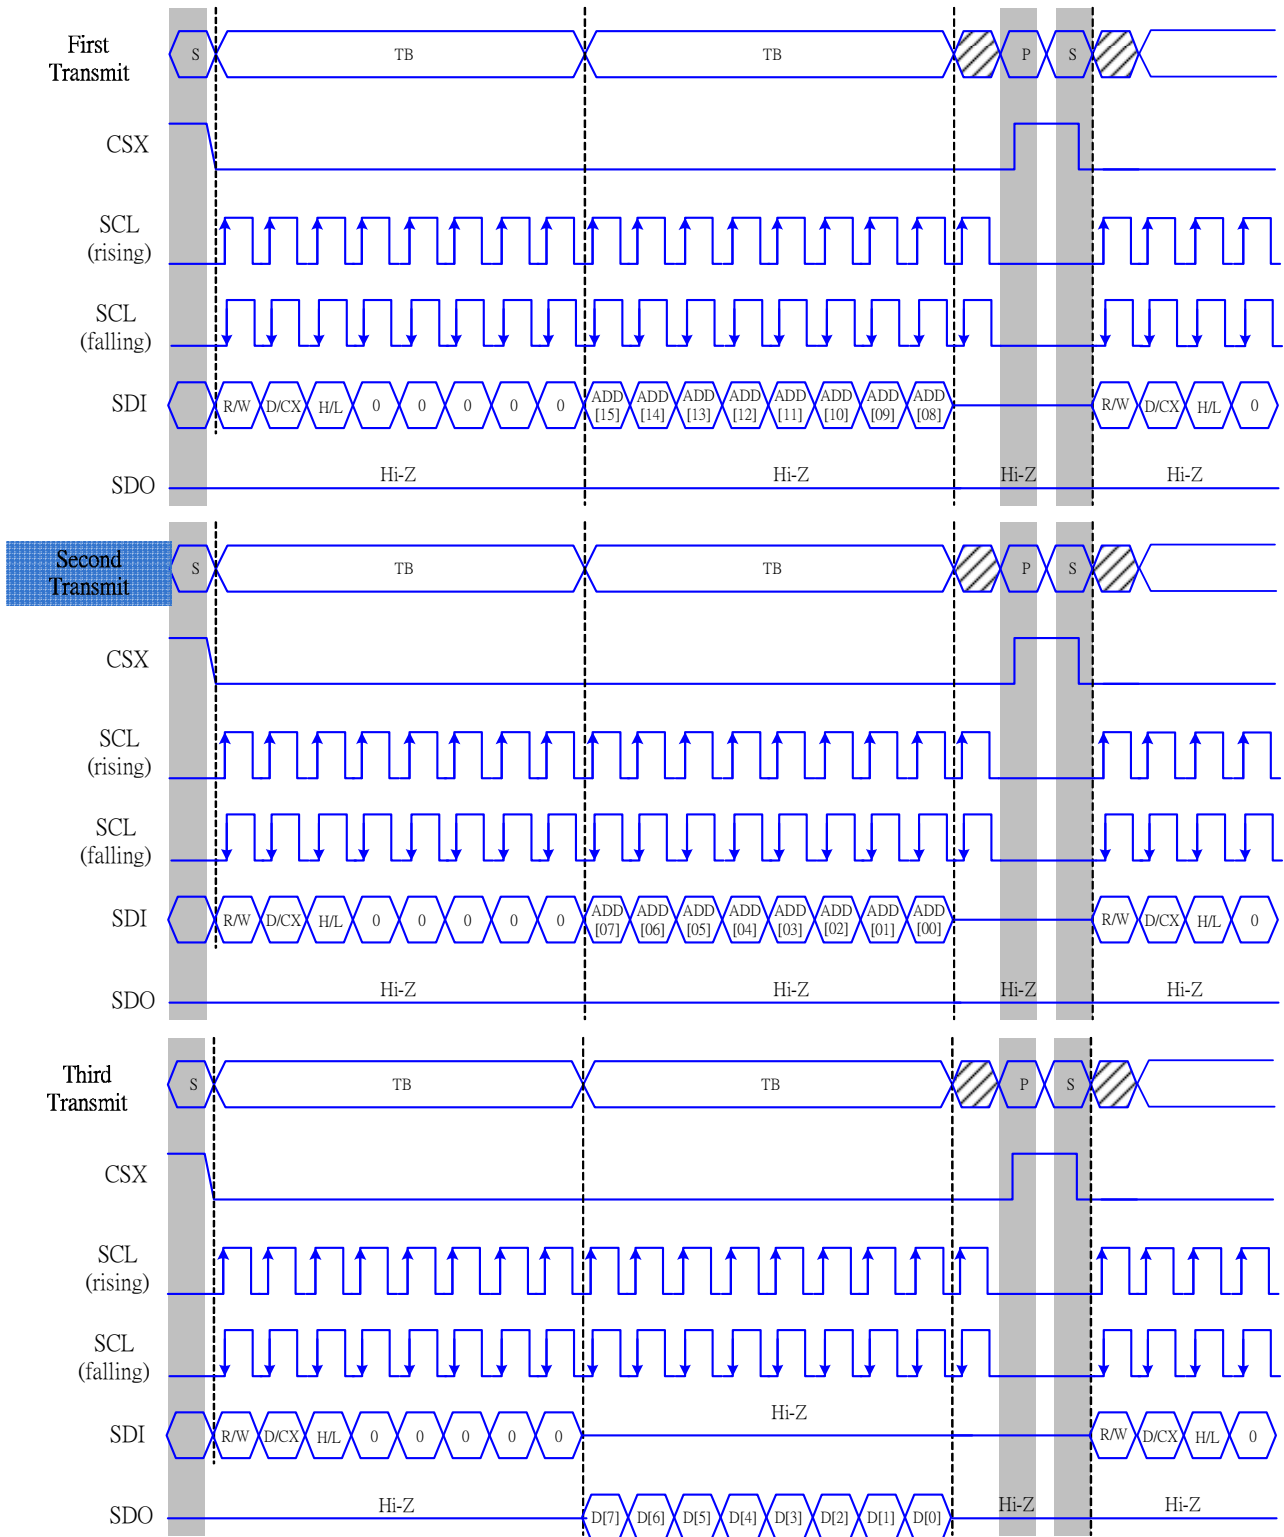 First
Transmit
S TB TB P S
CSX
SCL
(rising)
SCL
(falling)
SDI R/W D/CX H/L 0 0 0 0 0 ADD [15] ADD [14] ADD [13] ADD [12] ADD [11] ADD [10] ADD [09] ADD [08] R/W D/CX H/L 0
SDO Hi-Z Hi-Z Hi-Z Hi-Z
Second
Transmit
S TB TB P S
CSX
SCL
(rising)
SCL
(falling)
SDI R/W D/CX H/L 0 0 0 0 0 ADD [07] ADD [06] ADD [05] ADD [04] ADD [03] ADD [02] ADD [01] ADD [00] R/W D/CX H/L 0
SDO Hi-Z Hi-Z Hi-Z Hi-Z
Third
Transmit
S TB TB P S
CSX
SCL
(rising)
SCL
(falling)
SDI R/W D/CX H/L 0 0 0 0 0 Hi-Z R/W D/CX H/L 0
SDO Hi-Z D[7] D[6] D[5] D[4] D[3] D[2] D[1] D[0] Hi-Z Hi-Z